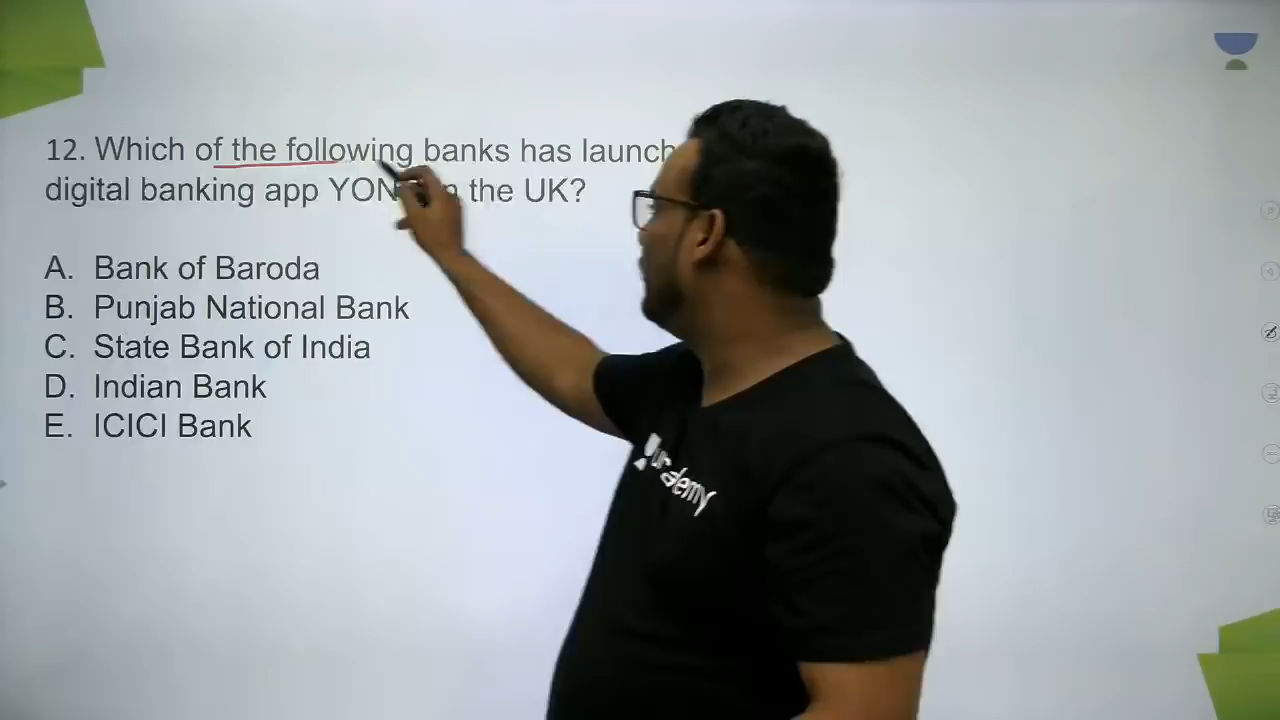 12. Which of the following banks has launch
digital banking app YON in the UK?
A. Bank of Baroda
B. Punjab National Bank
C. State Bank of India
D. Indian Bank
E. ICICI Bank